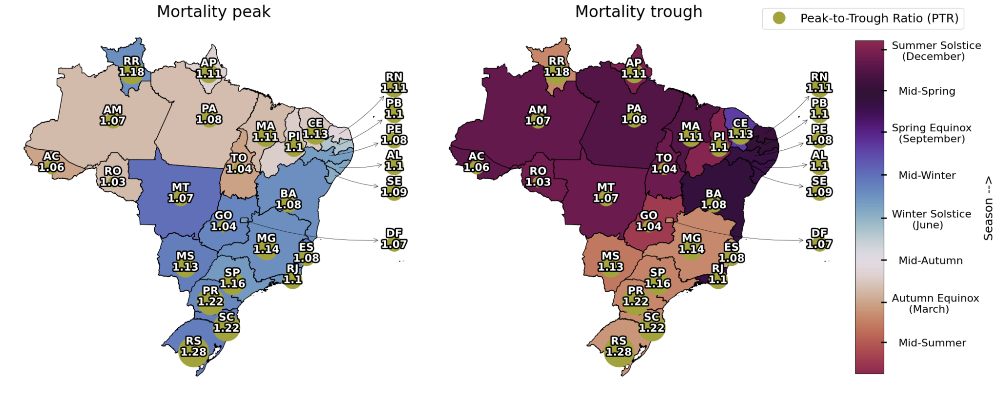 Mortality peak
RR
1.18
AP
1.11
AM
1.07
PA
1.08
MA
1.11
PI
1.1
CE
1.13
RN
1.11
PB
1.1
PE
1.08
AL
1.1
SE
1.09
AC
1.06
RO
1.03
TO
1.04
MT
1.07
BA
1.08
GO
1.04
DF
1.07
MG
1.14
ES
1.08
MS
1.13
SP
1.16
RJ
1.1
PR
1.22
SC
1.22
RS
1.28
Mortality trough
RR
1.18
AP
1.11
AM
1.07
PA
1.08
MA
1.11
PI
1.1
CE
1.13
RN
1.11
PB
1.1
PE
1.08
AL
1.1
SE
1.09
AC
1.06
RO
1.03
TO
1.04
MT
1.07
BA
1.08
GO
1.04
DF
1.07
MG
1.14
ES
1.08
MS
1.13
SP
1.16
RJ
1.1
PR
1.22
SC
1.22
RS
1.28
Peak-to-Trough Ratio (PTR)
Summer Solstice
(December)
Mid-Spring
Spring Equinox
(September)
Mid-Winter
Winter Solstice
(June)
Mid-Autumn
Autumn Equinox
(March)
Mid-Summer
Season -->